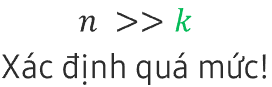 n >> k
Xác định quá mức!